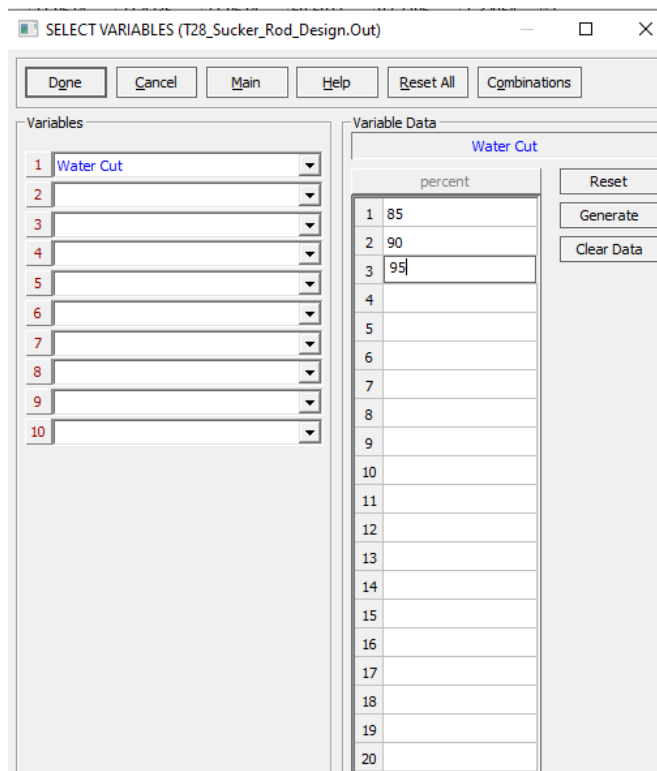 SELECT VARIABLES (T28_Sucker_Rod_Design.Out)
Done Cancel Main Help Reset All Combinations
Variables
1 Water Cut
2
3
4
5
6
7
8
9
10
Variable Data
Water Cut
percent
1 85
2 90
3 95
4
5
6
7
8
9
10
11
12
13
14
15
16
17
18
19
20
Reset
Generate
Clear Data